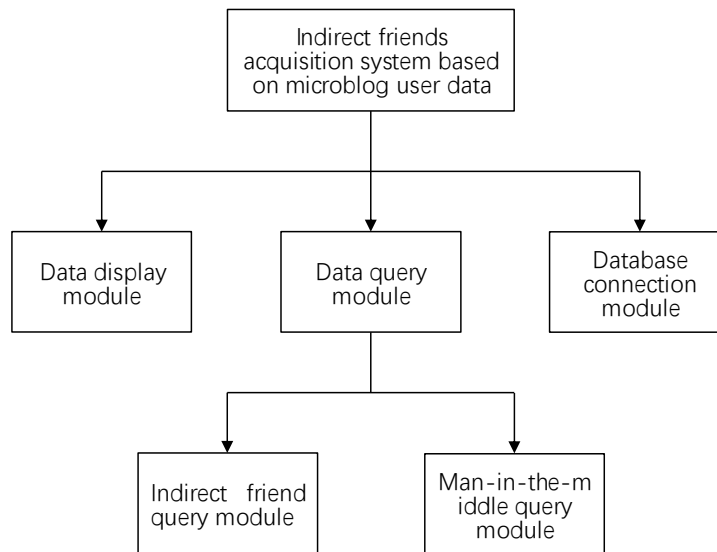 Indirect friends
acquisition system based
on microblog user data
Data display
module
Data query
module
Database
connection
module
Indirect friend
query module
Man-in-the-m
iddle query
module